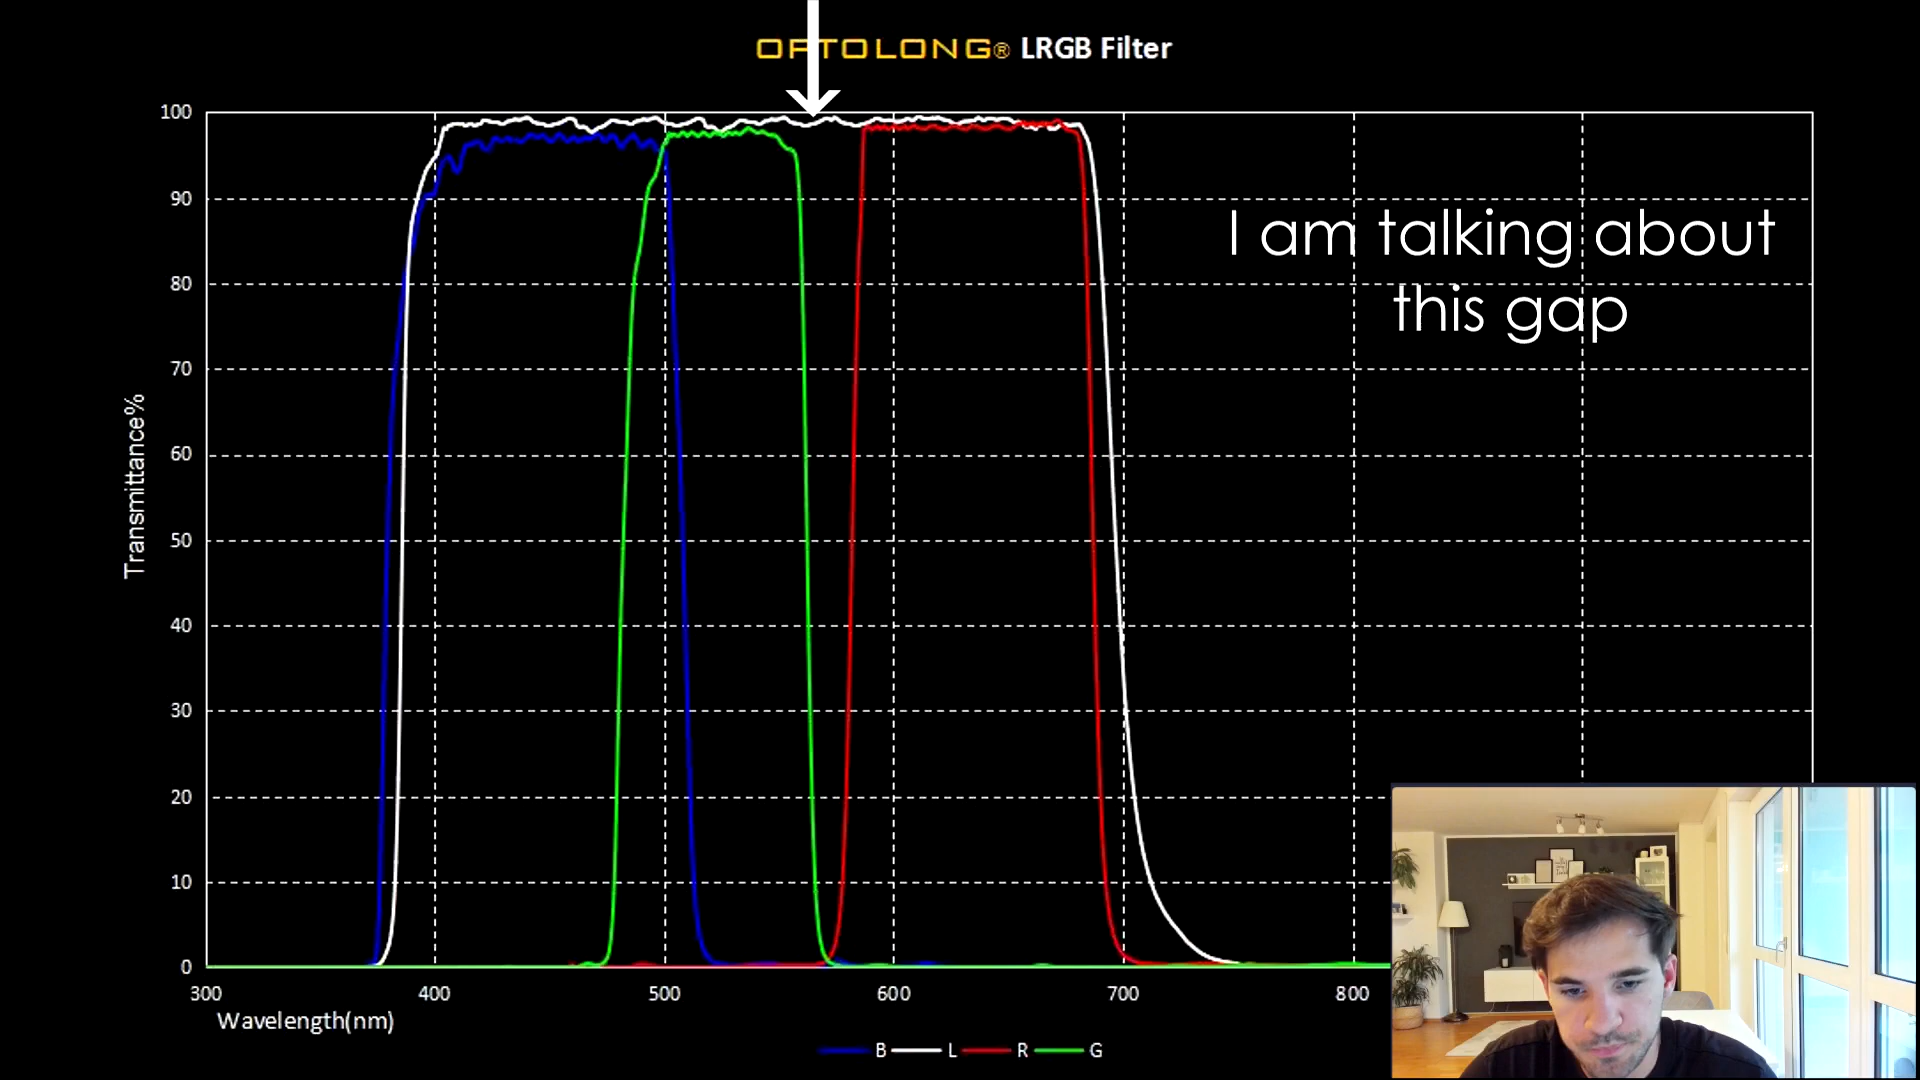 OPTOLONG® LRGB Filter
100
90
80
70
60
50
40
30
20
10
0
Transmittance%
I am talking about
this gap
300 400 500 600 700 800
Wavelength(nm)
B L R G